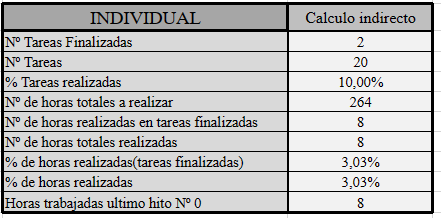 INDIVIDUAL Calculo indirecto
Nº Tareas Finalizadas 2
Nº Tareas 20
% Tareas realizadas 10,00%
Nº de horas totales a realizar 264
Nº de horas realizadas en tareas finalizadas 8
Nº de horas totales realizadas 8
% de horas realizadas(tareas finalizadas) 3,03%
% de horas realizadas 3,03%
Horas trabajadas ultimo hito Nº 0 8